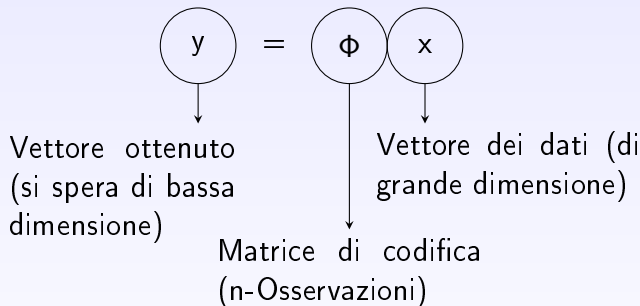 y = Φ x
Vettore ottenuto
(si spera di bassa
dimensione)
Vettore dei dati (di
grande dimensione)
Matrice di codifica
(n-Osservazioni)